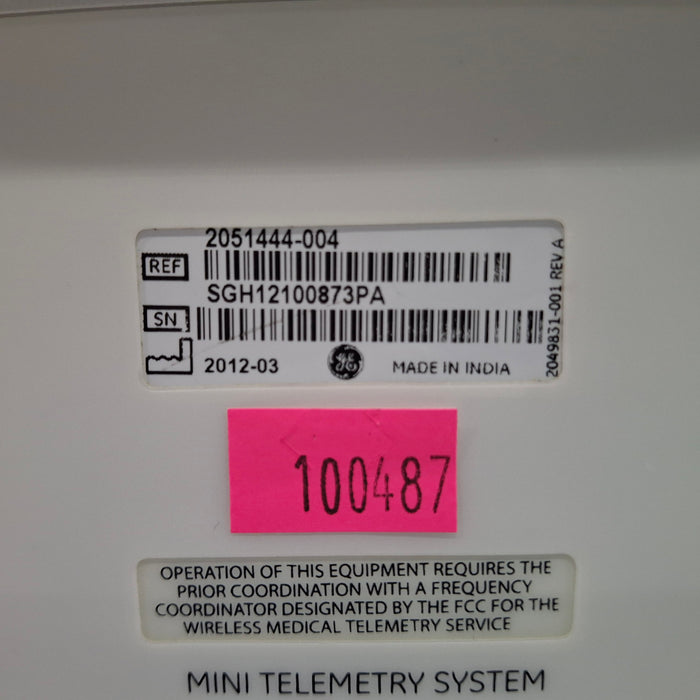 2051444-004
REF
SGH12100873PA
SN
2012-03
GE
MADE IN INDIA
2049831-001 REV.A
100487
OPERATION OF THIS EQUIPMENT REQUIRES THE
PRIOR COORDINATION WITH A FREQUENCY
COORDINATOR DESIGNATED BY THE FCC FOR THE
WIRELESS MEDICAL TELEMETRY SERVICE
MINI TELEMETRY SYSTEM